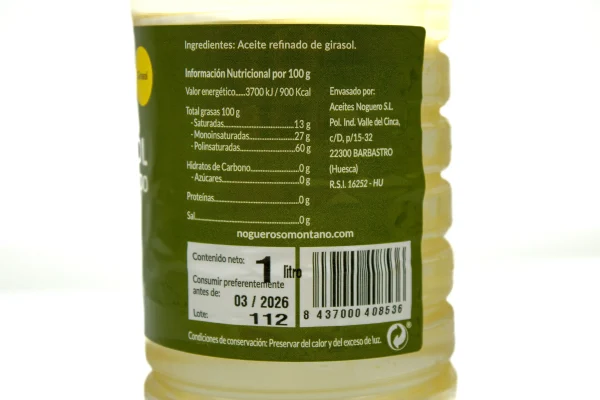 Girasol
OL
DO
Ingredientes: Aceite refinado de girasol.
Información Nutricional por 100 g
Valor energético.....3700 kJ / 900 Kcal
Total grasas 100 g
- Saturadas..................................13 g
- Monoinsaturadas......................27 g
- Polinsaturadas..........................60 g
Hidratos de Carbono....................0 g
- Azúcares....................................0 g
Proteínas.......................................0 g
Sal..................................................0 g
Envasado por:
Aceites Noguero S.L
Pol. Ind. Valle del Cinca,
c/D, p/15-32
22300 BARBASTRO
(Huesca)
R.S.I. 16252 - HU
noguerosomontano.com
Contenido neto: 1 litro
Consumir preferentemente
antes de: 03 / 2026
Lote: 112
8 437000 408536
Condiciones de conservación: Preservar del calor y del exceso de luz.